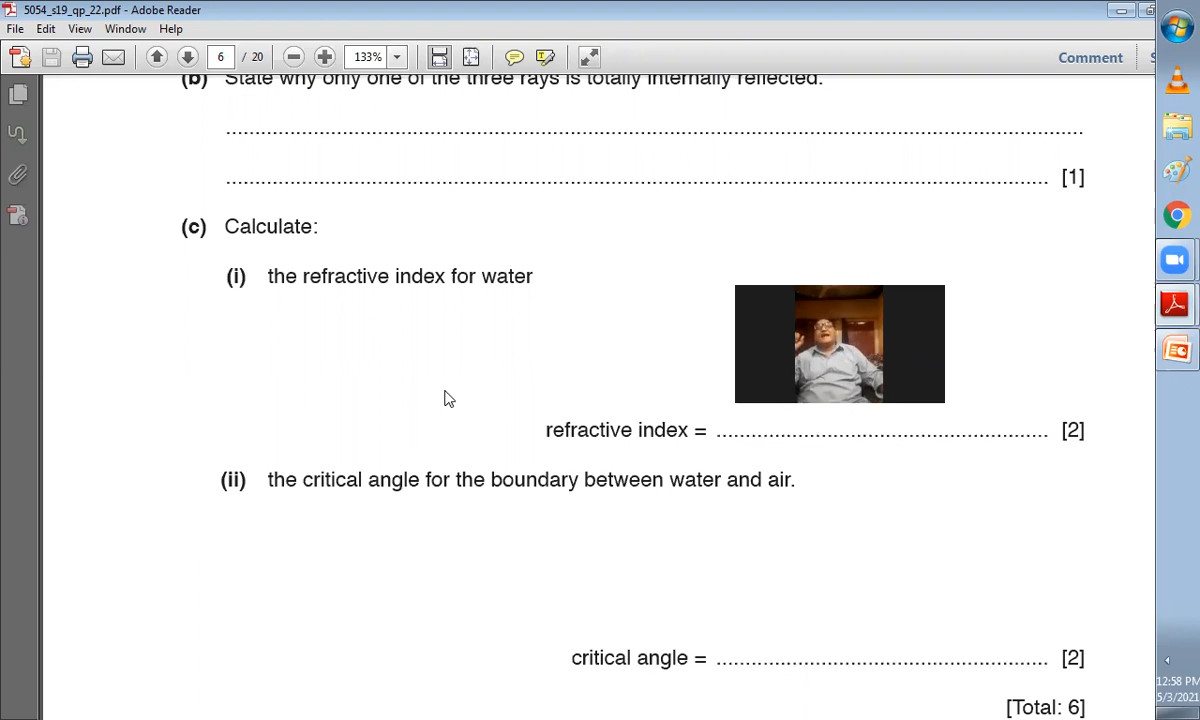 5054_s19_qp_22.pdf - Adobe Reader
File Edit View Window Help
6 / 20 133% Comment
(b) State why only one of the three rays is totally internally reflected.
..........................................................................................................................................
.................................................................................................................................... [1]
(c) Calculate:
(i) the refractive index for water
refractive index = ......................................................... [2]
(ii) the critical angle for the boundary between water and air.
critical angle = ......................................................... [2]
[Total: 6]
12:58 PM
5/3/2021